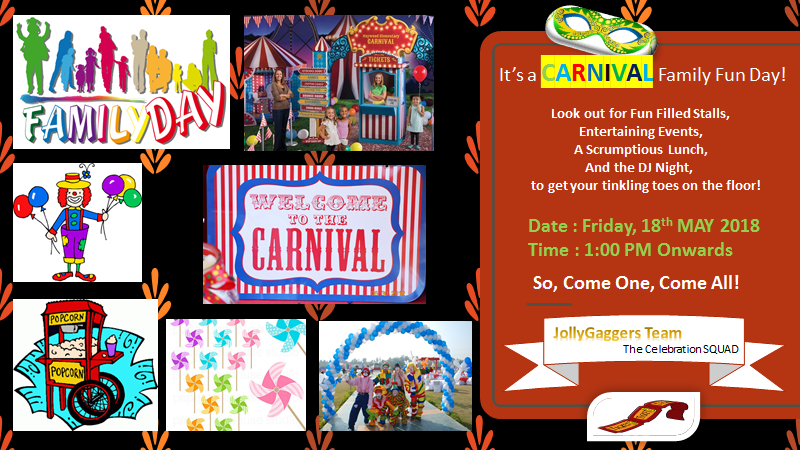 FAMILY DAY
CARNIVAL
TICKETS
WELCOME
TO THE
CARNIVAL
POPCORN
POPCORN
It's a CARNIVAL Family Fun Day!
Look out for Fun Filled Stalls,
Entertaining Events,
A Scrumptious Lunch,
And the DJ Night,
to get your tinkling toes on the floor!
Date : Friday, 18th MAY 2018
Time : 1:00 PM Onwards
So, Come One, Come All!
JollyGaggers Team
The Celebration SQUAD